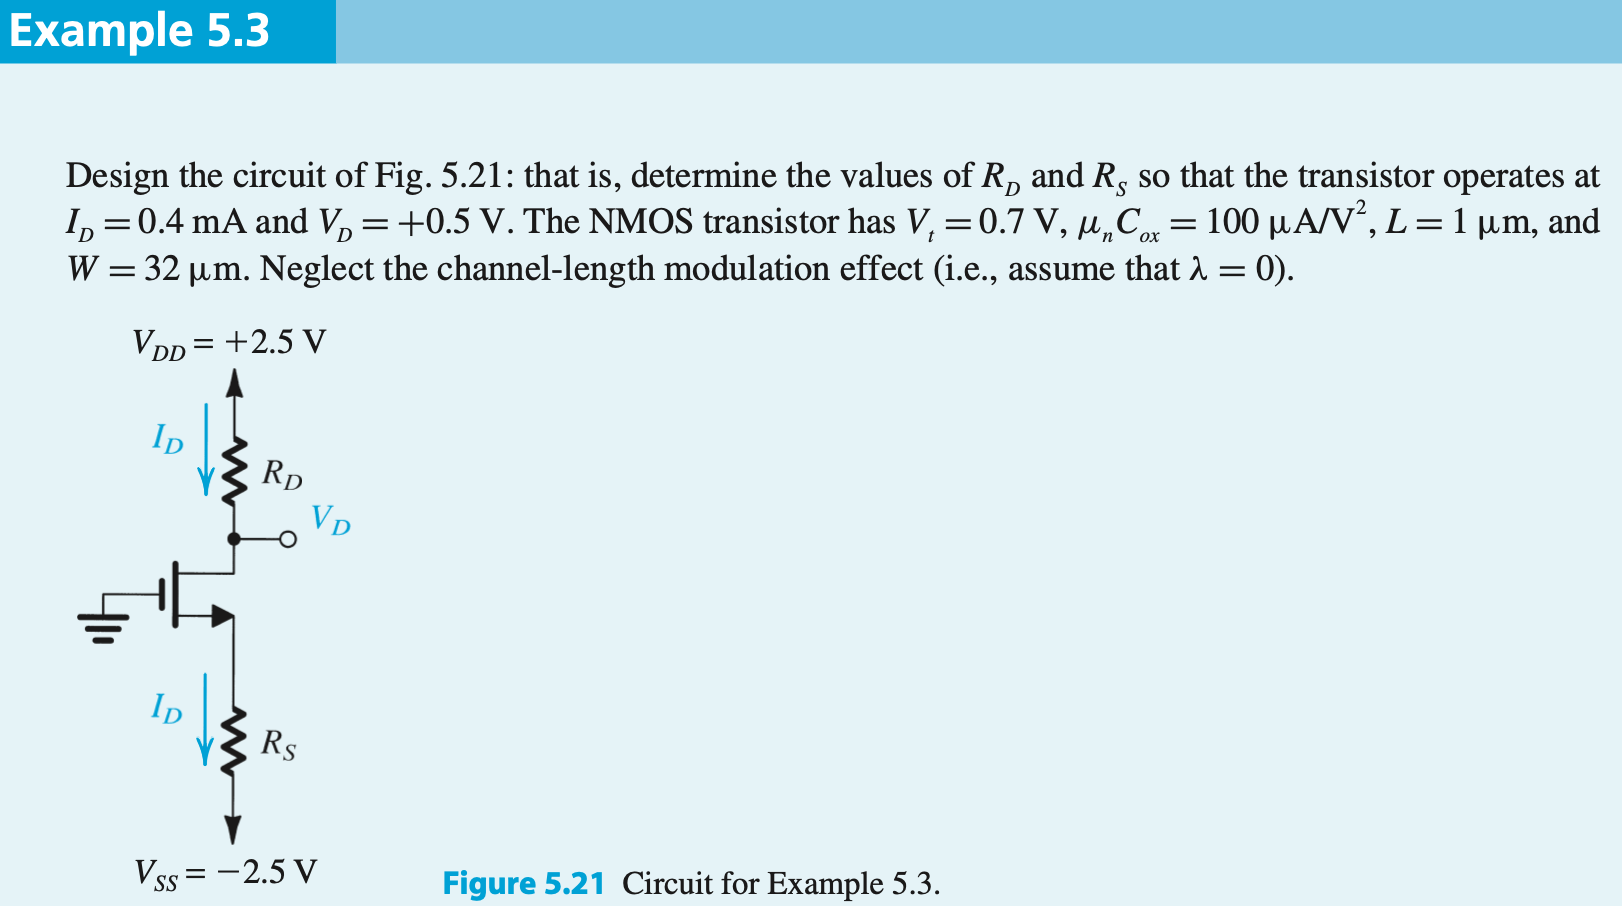 Example 5.3
Design the circuit of Fig. 5.21: that is, determine the values of R_D and R_S so that the transistor operates at
I_D = 0.4 mA and V_D = +0.5 V. The NMOS transistor has V_t = 0.7 V, μ_nC_ox = 100 μA/V², L = 1 μm, and
W = 32 μm. Neglect the channel-length modulation effect (i.e., assume that λ = 0).
V_DD = +2.5 V
I_D
R_D
V_D
I_D
R_S
V_SS = −2.5 V
Figure 5.21 Circuit for Example 5.3.